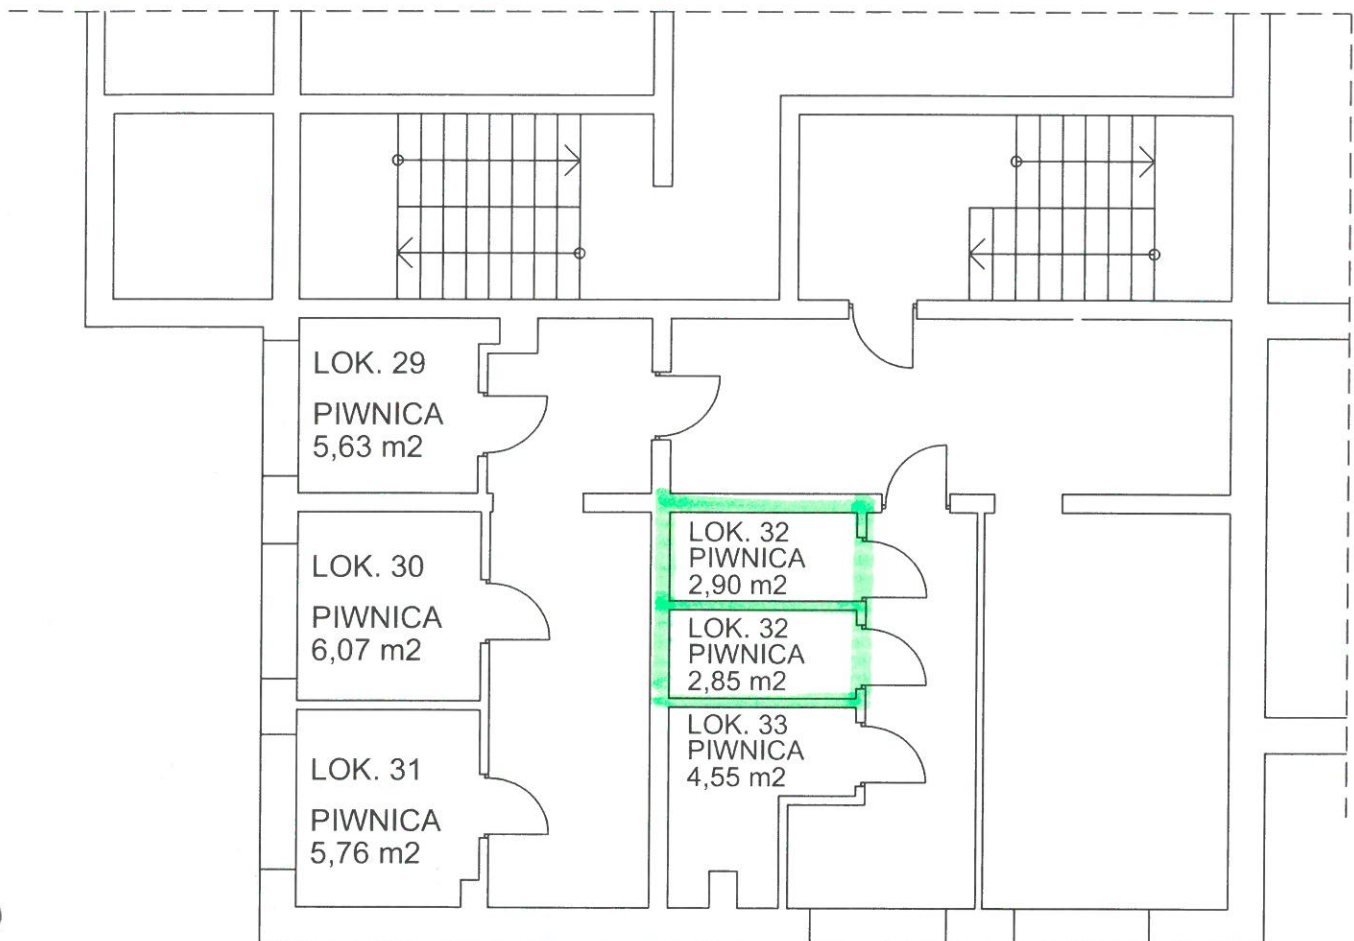 LOK. 29
PIWNICA
5,63 m2
LOK. 30
PIWNICA
6,07 m2
LOK. 31
PIWNICA
5,76 m2
LOK. 32
PIWNICA
2,90 m2
LOK. 32
PIWNICA
2,85 m2
LOK. 33
PIWNICA
4,55 m2